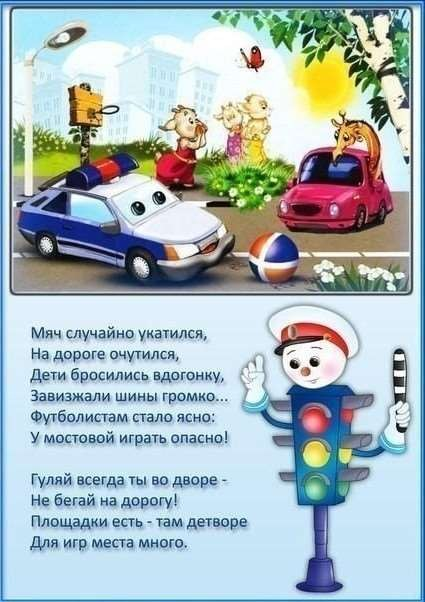 Мяч случайно укатился,
На дороге очутился,
Дети бросились вдогонку,
Завизжали шины громко...
Футболистам стало ясно:
У мостовой играть опасно!
Гуляй всегда ты во дворе -
Не бегай на дорогу!
Площадки есть - там детворе
Для игр места много.